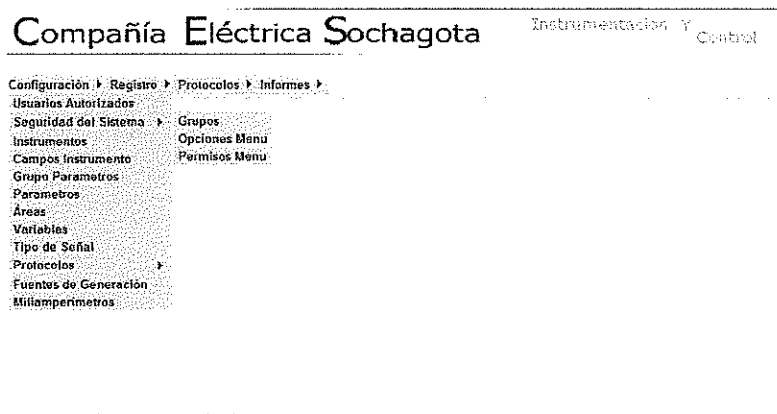 Compañía Eléctrica Sochagota
Instrumentacion Y
Control
Configuración Registro Protocolos Informes
Usuarios Autorizados
Seguridad del Sistema Grupos
Instrumentos Opciones Menu
Campos Instrumento Permisos Menu
Grupo Parametros
Parametros
Áreas
Variables
Tipo de Señal
Protocolos
Fuentes de Generación
Miliamperimetros